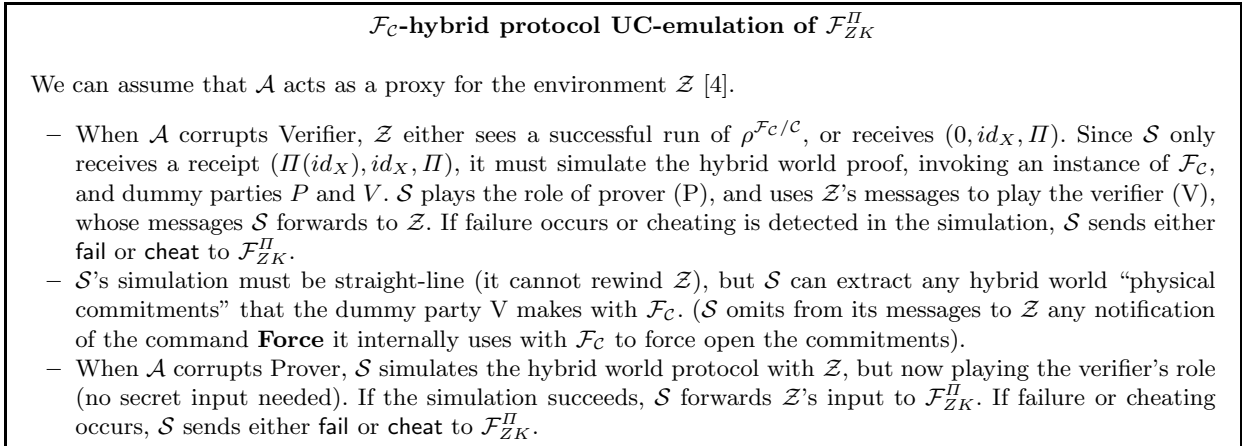 𝓕_𝒞-hybrid protocol UC-emulation of 𝓕^Π_ZK
We can assume that 𝒜 acts as a proxy for the environment 𝒵 [4].
– When 𝒜 corrupts Verifier, 𝒵 either sees a successful run of ρ^{𝓕_𝒞/𝒞}, or receives (0, id_X, Π). Since 𝒮 only
receives a receipt (Π(id_X), id_X, Π), it must simulate the hybrid world proof, invoking an instance of 𝓕_𝒞,
and dummy parties P and V. 𝒮 plays the role of prover (P), and uses 𝒵's messages to play the verifier (V),
whose messages 𝒮 forwards to 𝒵. If failure occurs or cheating is detected in the simulation, 𝒮 sends either
fail or cheat to 𝓕^Π_ZK.
– 𝒮's simulation must be straight-line (it cannot rewind 𝒵), but 𝒮 can extract any hybrid world “physical
commitments” that the dummy party V makes with 𝓕_𝒞. (𝒮 omits from its messages to 𝒵 any notification
of the command Force it internally uses with 𝓕_𝒞 to force open the commitments).
– When 𝒜 corrupts Prover, 𝒮 simulates the hybrid world protocol with 𝒵, but now playing the verifier's role
(no secret input needed). If the simulation succeeds, 𝒮 forwards 𝒵's input to 𝓕^Π_ZK. If failure or cheating
occurs, 𝒮 sends either fail or cheat to 𝓕^Π_ZK.